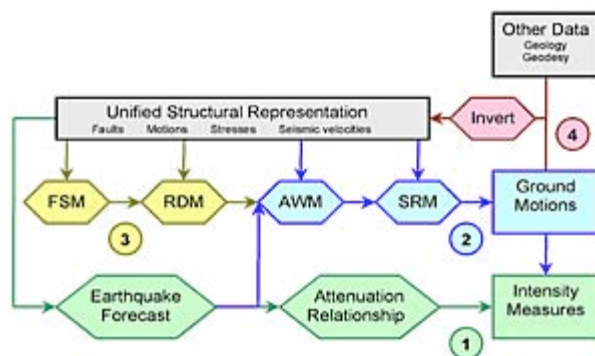 Other Data
Geology
Geodesy
Unified Structural Representation
Faults Motions Stresses Seismic velocities
Invert
4
FSM
RDM
AWM
SRM
Ground
Motions
3
2
Earthquake
Forecast
Attenuation
Relationship
Intensity
Measures
1